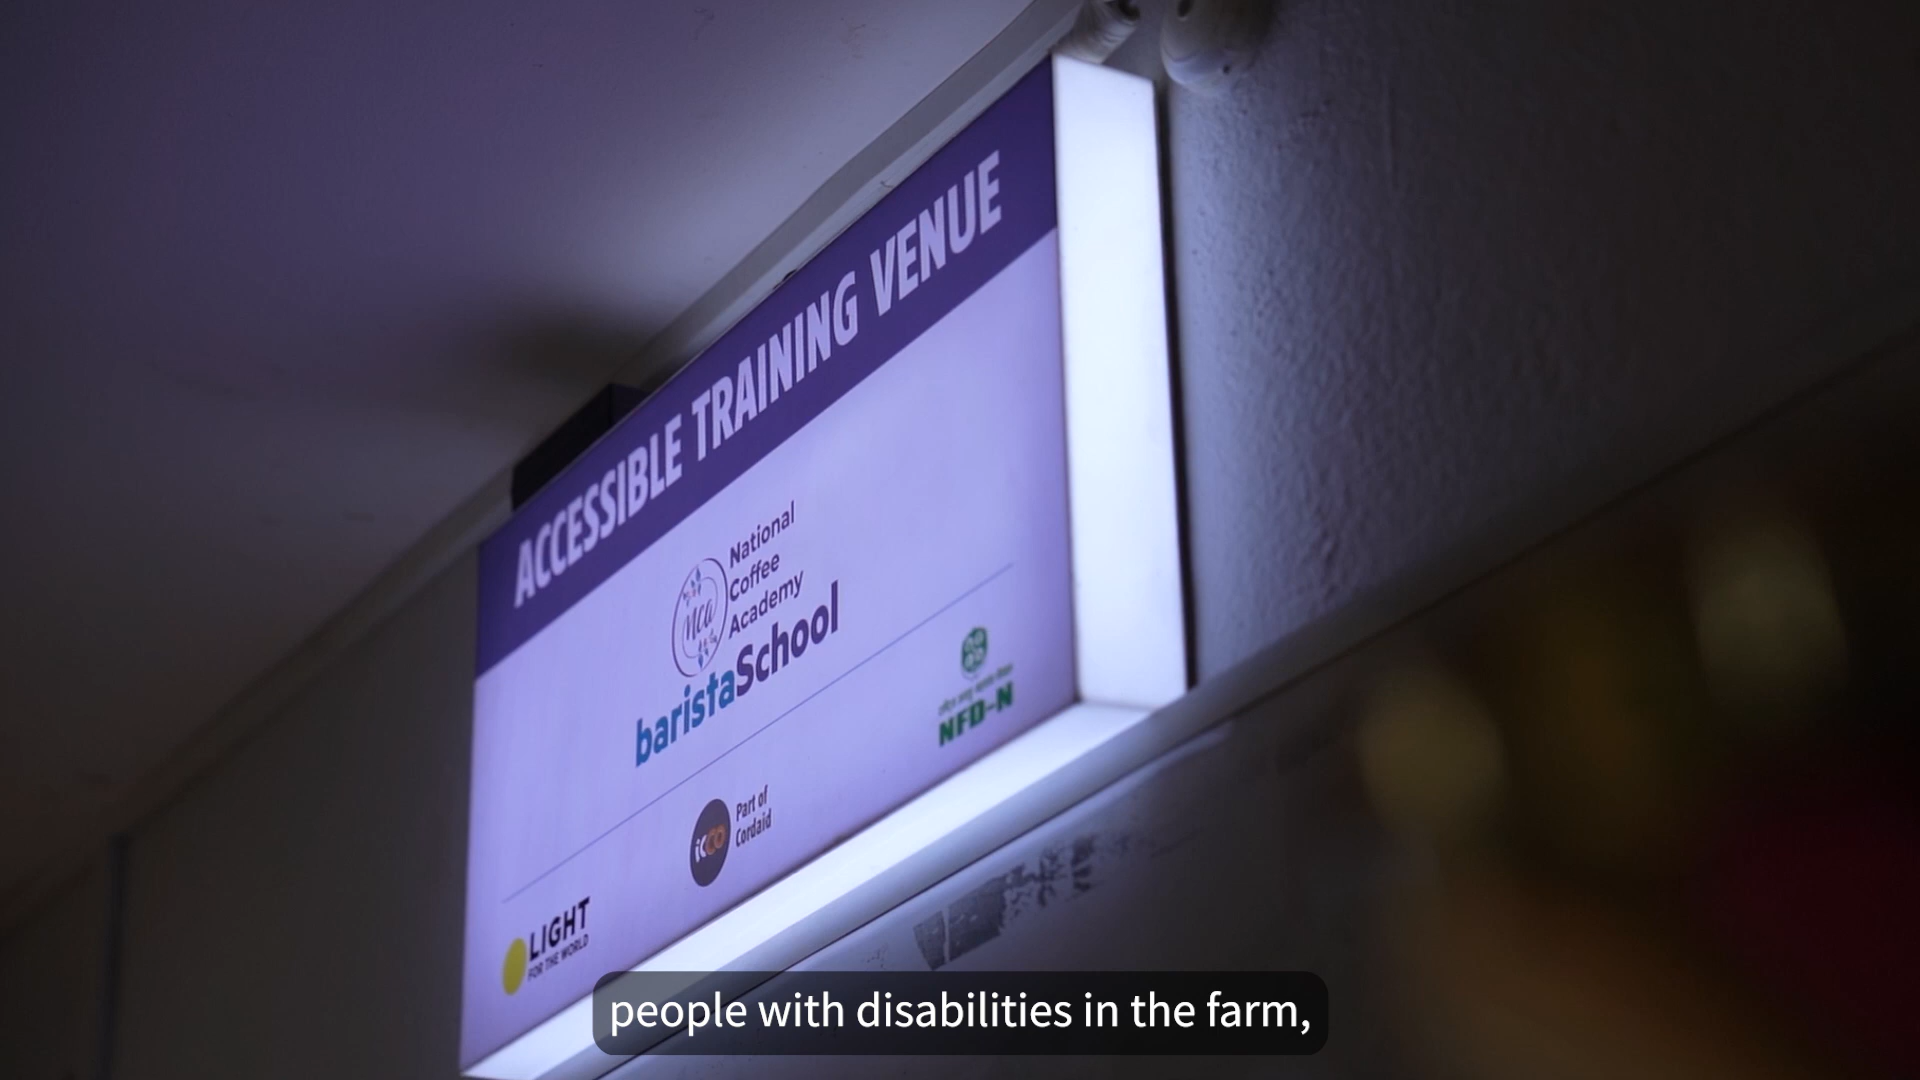 ACCESSIBLE TRAINING VENUE
nca
National
Coffee
Academy
baristaSchool
NFD-N
icco
Part of
Cordaid
LIGHT
FOR THE WORLD
people with disabilities in the farm,